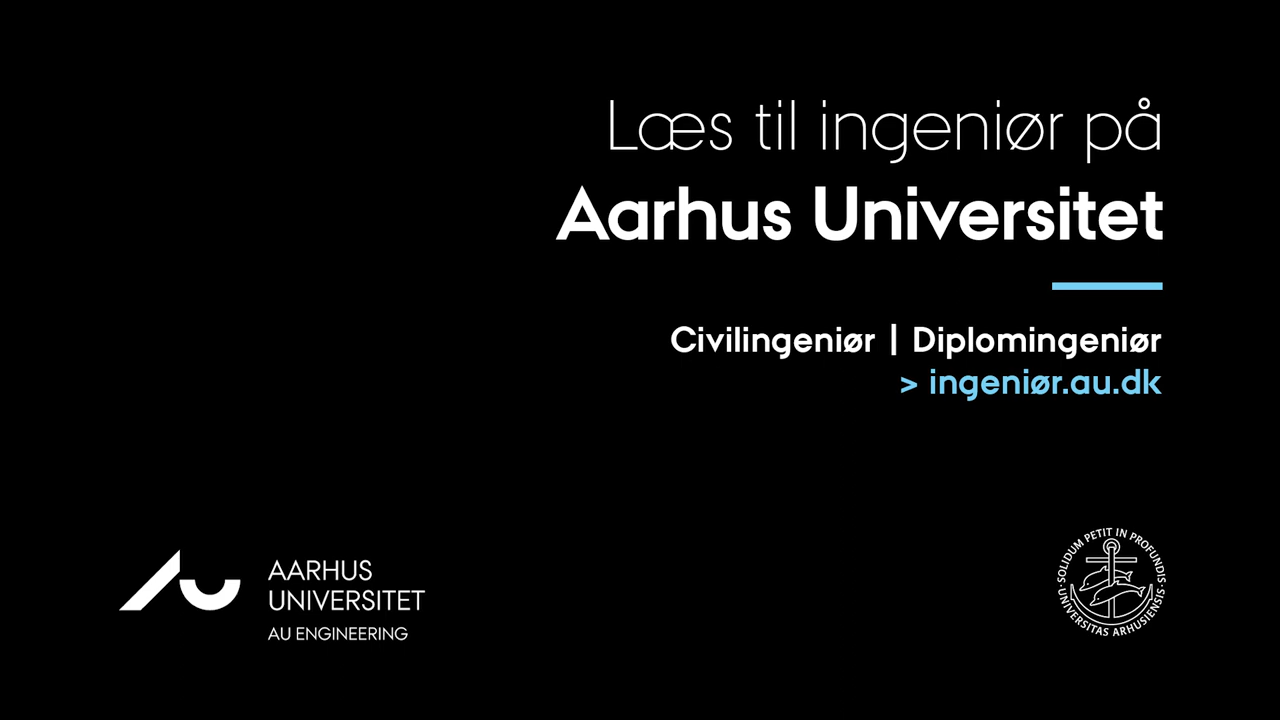 Læs til ingeniør på
Aarhus Universitet
Civilingeniør | Diplomingeniør
> ingeniør.au.dk
AARHUS
UNIVERSITET
AU ENGINEERING
SOLIDUM PETIT IN PROFUNDIS
· UNIVERSITAS ARHUSIENSIS ·